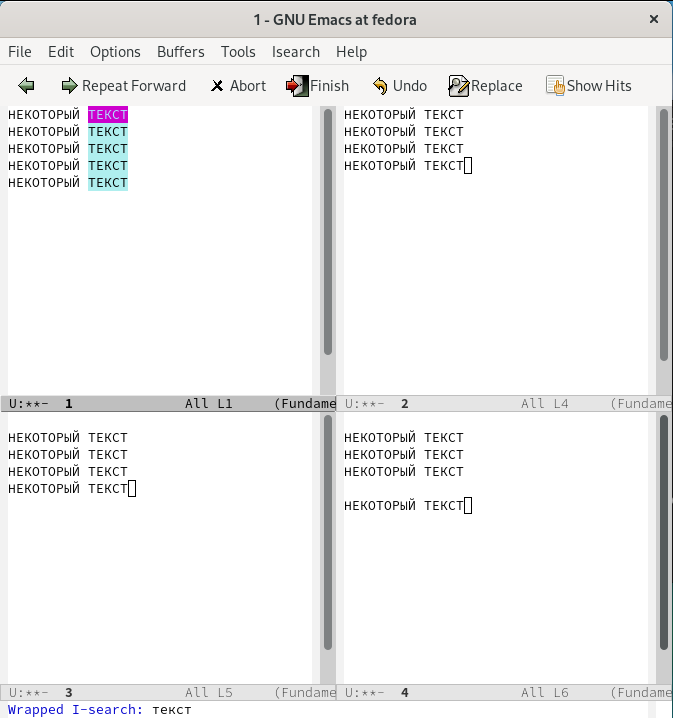 1 - GNU Emacs at fedora ×
File Edit Options Buffers Tools Isearch Help
Repeat Forward Abort Finish Undo Replace Show Hits
НЕКОТОРЫЙ ТЕКСТ
НЕКОТОРЫЙ ТЕКСТ
НЕКОТОРЫЙ ТЕКСТ
НЕКОТОРЫЙ ТЕКСТ
НЕКОТОРЫЙ ТЕКСТ
U:**- 1 All L1 (Fundame
НЕКОТОРЫЙ ТЕКСТ
НЕКОТОРЫЙ ТЕКСТ
НЕКОТОРЫЙ ТЕКСТ
НЕКОТОРЫЙ ТЕКСТ
U:**- 2 All L4 (Fundame
НЕКОТОРЫЙ ТЕКСТ
НЕКОТОРЫЙ ТЕКСТ
НЕКОТОРЫЙ ТЕКСТ
НЕКОТОРЫЙ ТЕКСТ
U:**- 3 All L5 (Fundame
НЕКОТОРЫЙ ТЕКСТ
НЕКОТОРЫЙ ТЕКСТ
НЕКОТОРЫЙ ТЕКСТ
НЕКОТОРЫЙ ТЕКСТ
U:**- 4 All L6 (Fundame
Wrapped I-search: текст